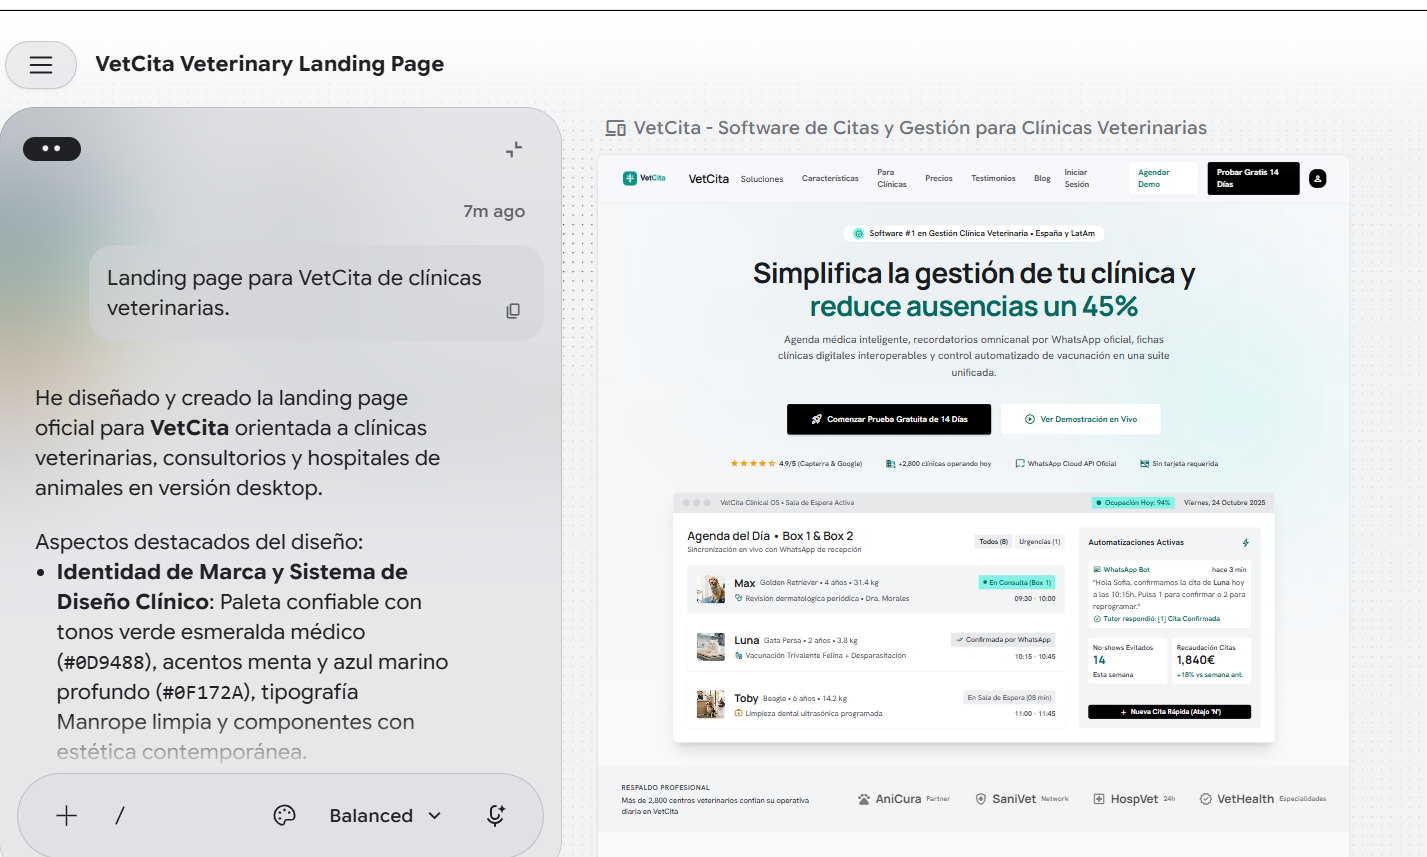 VetCita Veterinary Landing Page
7m ago
Landing page para VetCita de clínicas
veterinarias.
He diseñado y creado la landing page
oficial para VetCita orientada a clínicas
veterinarias, consultorios y hospitales de
animales en versión desktop.
Aspectos destacados del diseño:
• Identidad de Marca y Sistema de
Diseño Clínico: Paleta confiable con
tonos verde esmeralda médico
(#0D9488), acentos menta y azul marino
profundo (#0F172A), tipografía
Manrope limpia y componentes con
estética contemporánea.
/
Balanced
VetCita - Software de Citas y Gestión para Clínicas Veterinarias
VetCita
VetCita
Soluciones
Características
Para
Clínicas
Precios
Testimonios
Blog
Iniciar
Sesión
Agendar
Demo
Probar Gratis 14
Días
Software #1 en Gestión Clínica Veterinaria • España y LatAm
Simplifica la gestión de tu clínica y
reduce ausencias un 45%
Agenda médica inteligente, recordatorios omnicanal por WhatsApp oficial, fichas
clínicas digitales interoperables y control automatizado de vacunación en una suite
unificada.
Comenzar Prueba Gratuita de 14 Días
Ver Demostración en Vivo
4.9/5 (Capterra & Google)
+2,800 clínicas operando hoy
WhatsApp Cloud API Oficial
Sin tarjeta requerida
VetCita Clinical OS • Sala de Espera Activa
• Ocupación Hoy: 94%
Viernes, 24 Octubre 2025
Agenda del Día • Box 1 & Box 2
Sincronización en vivo con WhatsApp de recepción
Todos (8)
Urgencias (1)
Max Golden Retriever • 4 años • 31.4 kg
Revisión dermatológica periódica • Dra. Morales
• En Consulta (Box 1)
09:30 - 10:00
Luna Gata Persa • 2 años • 3.8 kg
Vacunación Trivalente Felina + Desparasitación
Confirmada por WhatsApp
10:15 - 10:45
Toby Beagle • 6 años • 14.2 kg
Limpieza dental ultrasónica programada
En Sala de Espera (08 min)
11:00 - 11:45
Automatizaciones Activas
WhatsApp Bot
hace 3 min
"Hola Sofía, confirmamos la cita de Luna hoy
a las 10:15h. Pulsa 1 para confirmar o 2 para
reprogramar."
Tutor respondió: [1] Cita Confirmada
No-shows Evitados
14
Esta semana
Recaudación Citas
1,840€
+18% vs semana ant.
+ Nueva Cita Rápida (Atajo 'N')
RESPALDO PROFESIONAL
Más de 2,800 centros veterinarios confían su operativa
diaria en VetCita
AniCura Partner
SaniVet Network
HospVet 24h
VetHealth Especialidades